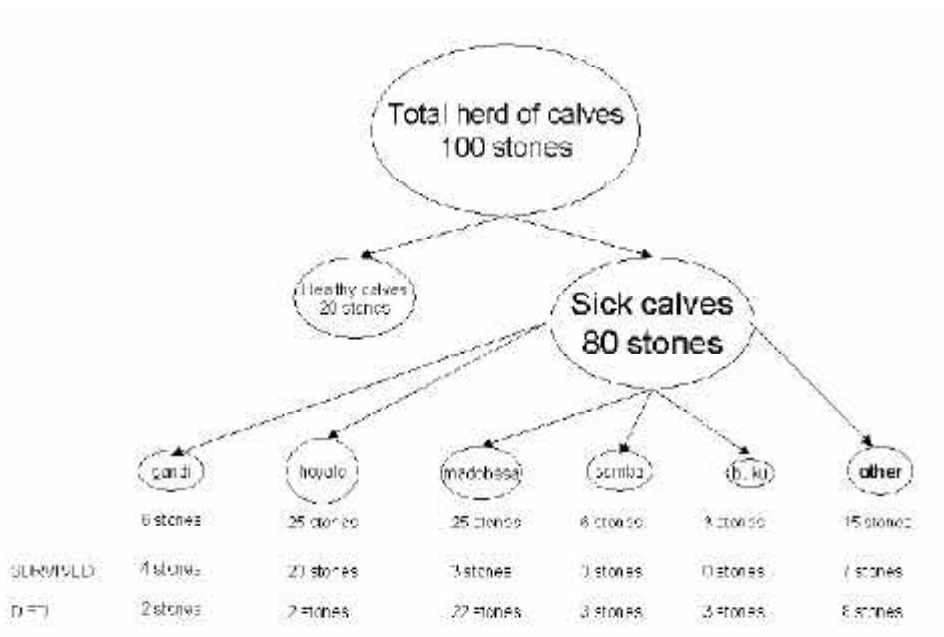 Total herd of calves
100 stones
Healthy calves
20 stones
Sick calves
80 stones
gandi madobesa other
6 stones 25 stones 25 stones 6 stones 3 stones 15 stones
SURVIVED 4 stones stones 3 stones 3 stones 0 stones 7 stones
DIED 2 stones 2 stones 22 stones 3 stones 3 stones 8 stones